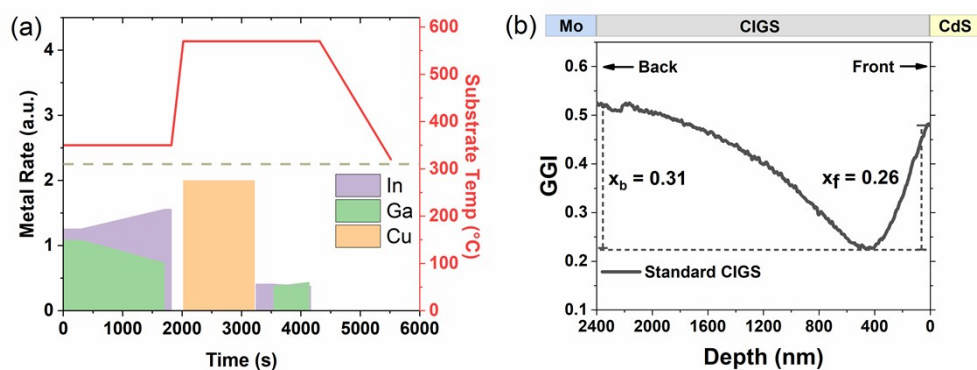 (a)
4
3
2
1
0
Metal Rate (a.u.)
600
500
400
300
200
100
0
Substrate Temp (°C)
In
Ga
Cu
0 1000 2000 3000 4000 5000 6000
Time (s)
(b)
Mo CIGS CdS
0.6
0.5
0.4
0.3
0.2
0.1
GGI
Back Front
x_b = 0.31 x_f = 0.26
Standard CIGS
2400 2000 1600 1200 800 400 0
Depth (nm)